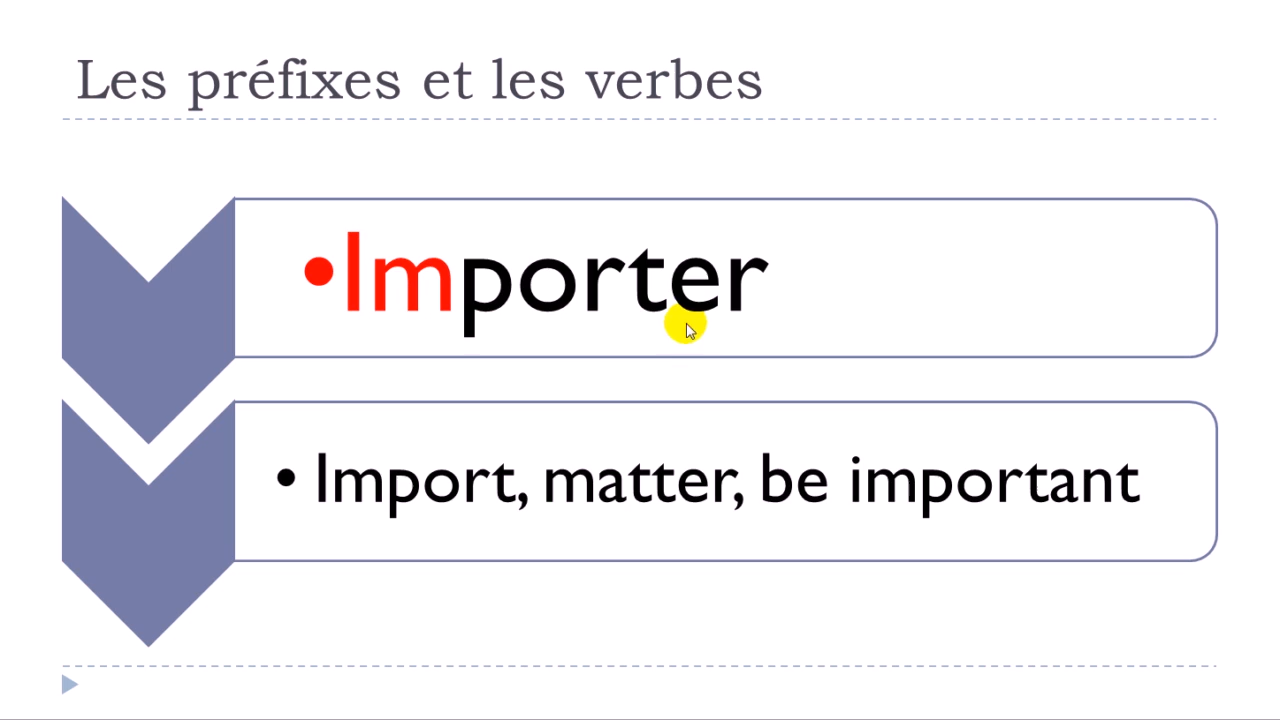 Les préfixes et les verbes
•Importer
• Import, matter, be important